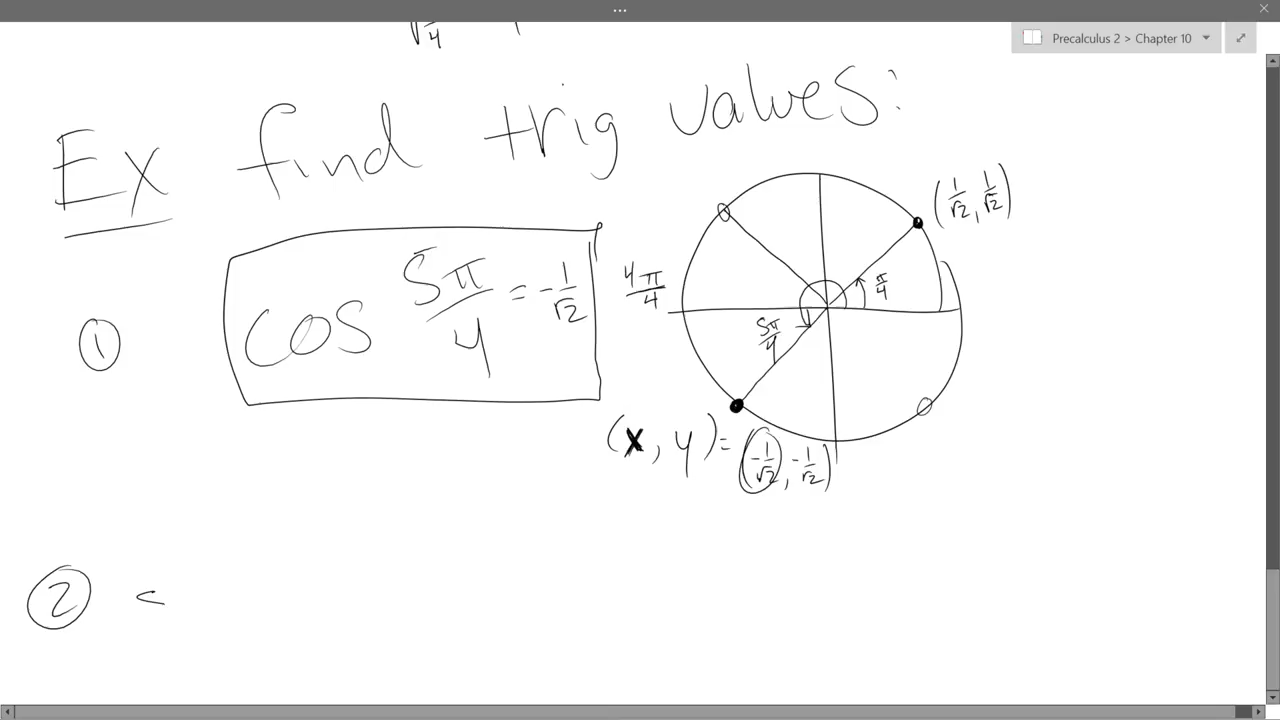 ...
√π/4
Precalculus 2 > Chapter 10
Ex find trig values:
① cos 5π/4 = -1/√2
(1/√2, 1/√2)
4π/4
π/4
5π/4
(x, y) = (-1/√2, -1/√2)
②